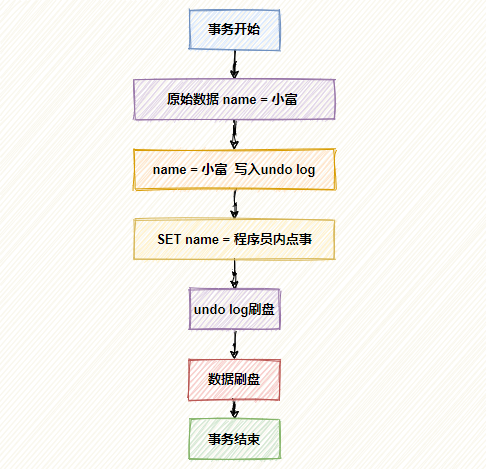 事务开始
原始数据 name = 小富
name = 小富 写入undo log
SET name = 程序员内点事
undo log刷盘
数据刷盘
事务结束